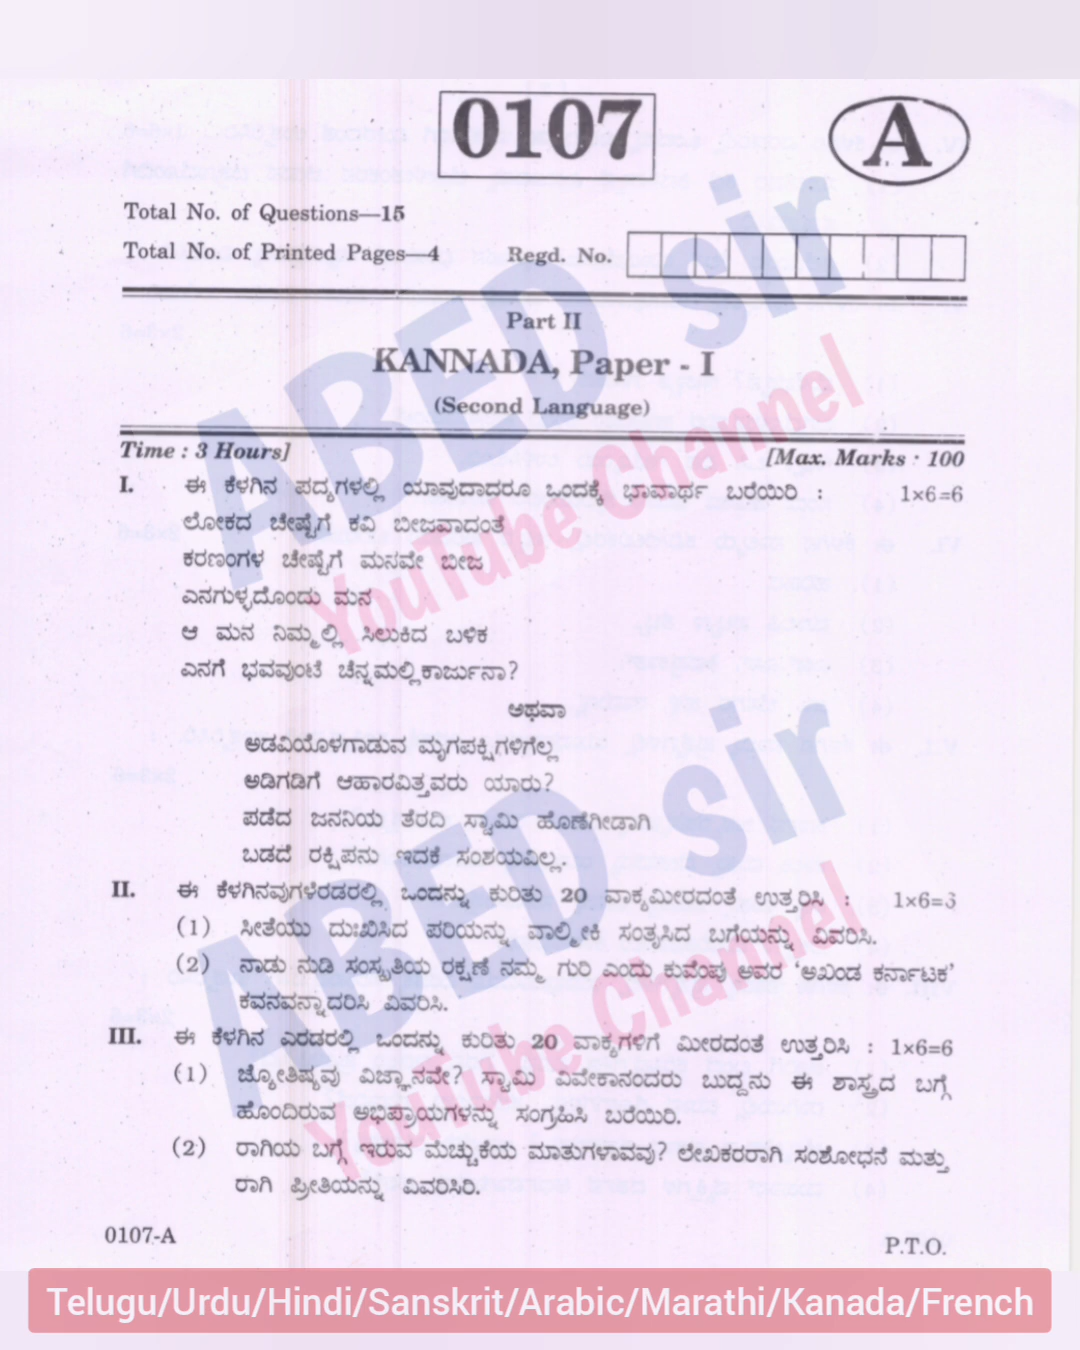 0107
A
Total No. of Questions—15
Total No. of Printed Pages—4 Regd. No.
Part II
KANNADA, Paper - I
(Second Language)
Time : 3 Hours] [Max. Marks : 100
I. ಈ ಕೆಳಗಿನ ಪದ್ಯಗಳಲ್ಲಿ ಯಾವುದಾದರೂ ಒಂದಕ್ಕೆ ಭಾವಾರ್ಥ ಬರೆಯಿರಿ : 1×6=6
ಲೋಕದ ಚೇಷ್ಟೆಗೆ ಕವಿ ಬೀಜವಾದಂತೆ
ಕರಣಂಗಳ ಚೇಷ್ಟೆಗೆ ಮನವೇ ಬೀಜ
ಎನಗುಳ್ಳದೊಂದು ಮನ
ಆ ಮನ ನಿಮ್ಮಲ್ಲಿ ಸಿಲುಕಿದ ಬಳಿಕ
ಎನಗೆ ಭವವುಂಟೆ ಚೆನ್ನಮಲ್ಲಿಕಾರ್ಜುನಾ?
ಅಥವಾ
ಅಡವಿಯೊಳಗಾಡುವ ಮೃಗಪಕ್ಷಿಗಳಿಗೆಲ್ಲ
ಅಡಿಗಡಿಗೆ ಆಹಾರವಿತ್ತವರು ಯಾರು?
ಪಡೆದ ಜನನಿಯ ತೆರದಿ ಸ್ವಾಮಿ ಹೊಣೆಗೀಡಾಗಿ
ಬಡದೆ ರಕ್ಷಿಪನು ಇದಕೆ ಸಂಶಯವಿಲ್ಲ.
II. ಈ ಕೆಳಗಿನವುಗಳೆರಡರಲ್ಲಿ ಒಂದನ್ನು ಕುರಿತು 20 ವಾಕ್ಯಮೀರದಂತೆ ಉತ್ತರಿಸಿ : 1×6=6
(1) ಸೀತೆಯು ದುಃಖಿಸಿದ ಪರಿಯನ್ನು ವಾಲ್ಮೀಕಿ ಸಂತೈಸಿದ ಬಗೆಯನ್ನು ವಿವರಿಸಿ.
(2) ನಾಡು ನುಡಿ ಸಂಸ್ಕೃತಿಯ ರಕ್ಷಣೆ ನಮ್ಮ ಗುರಿ ಎಂದು ಕುವೆಂಪು ಅವರ 'ಅಖಂಡ ಕರ್ನಾಟಕ'
ಕವನವನ್ನಾದರಿಸಿ ವಿವರಿಸಿ.
III. ಈ ಕೆಳಗಿನ ಎರಡರಲ್ಲಿ ಒಂದನ್ನು ಕುರಿತು 20 ವಾಕ್ಯಗಳಿಗೆ ಮೀರದಂತೆ ಉತ್ತರಿಸಿ : 1×6=6
(1) ಜ್ಯೋತಿಷ್ಯವು ವಿಜ್ಞಾನವೇ? ಸ್ವಾಮಿ ವಿವೇಕಾನಂದರು ಬುದ್ದನು ಈ ಶಾಸ್ತ್ರದ ಬಗ್ಗೆ
ಹೊಂದಿರುವ ಅಭಿಪ್ರಾಯಗಳನ್ನು ಸಂಗ್ರಹಿಸಿ ಬರೆಯಿರಿ.
(2) ರಾಗಿಯ ಬಗ್ಗೆ ಇರುವ ಮೆಚ್ಚುಕೆಯ ಮಾತುಗಳಾವವು? ಲೇಖಿಕರರಾಗಿ ಸಂಶೋಧನೆ ಮತ್ತು
ರಾಗಿ ಪ್ರೀತಿಯನ್ನು ವಿವರಿಸಿರಿ.
0107-A
P.T.O.
ABED sir
YouTube Channel
ABED sir
YouTube Channel
Telugu/Urdu/Hindi/Sanskrit/Arabic/Marathi/Kanada/French